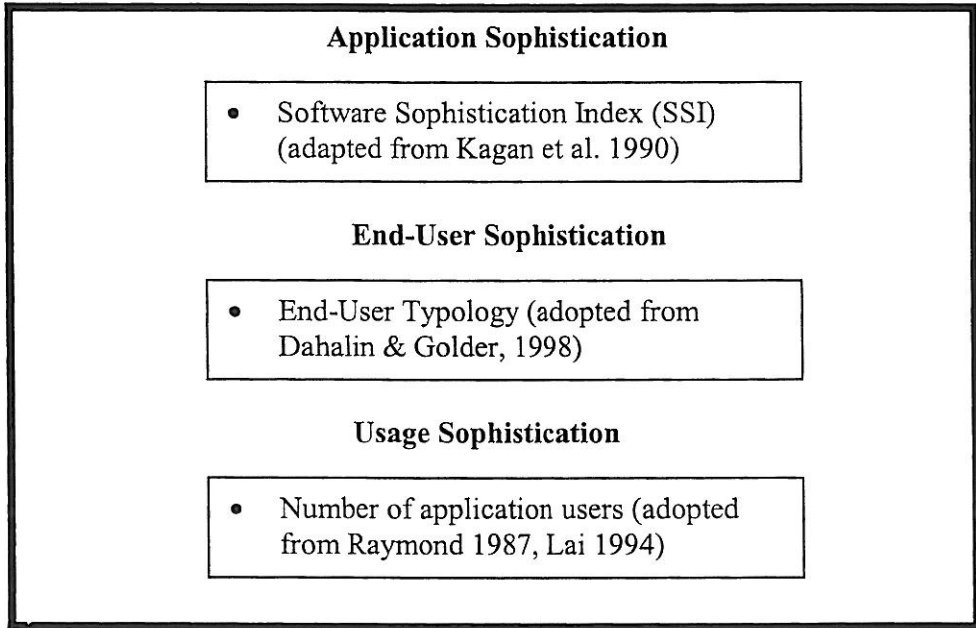 Application Sophistication
• Software Sophistication Index (SSI)
(adapted from Kagan et al. 1990)
End-User Sophistication
• End-User Typology (adopted from
Dahalin & Golder, 1998)
Usage Sophistication
• Number of application users (adopted
from Raymond 1987, Lai 1994)